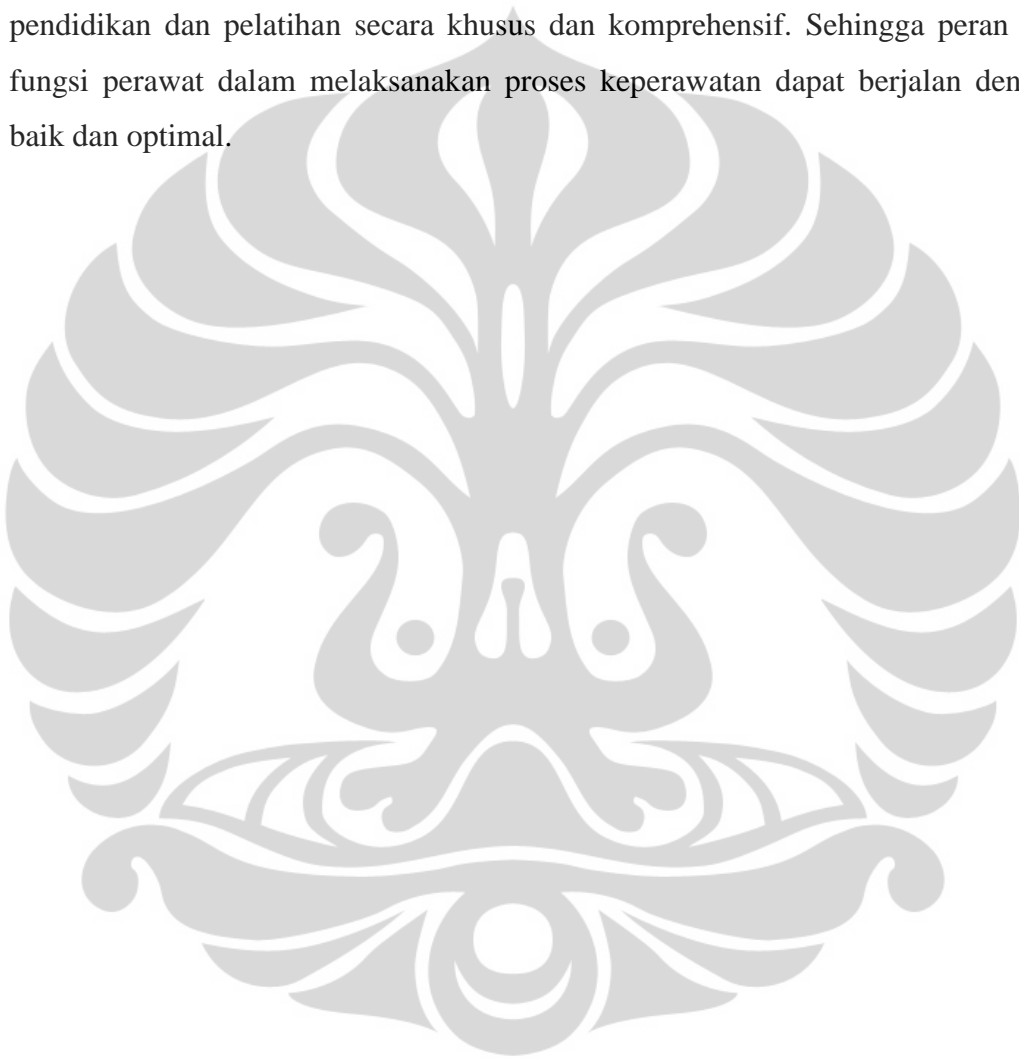 pendidikan dan pelatihan secara khusus dan komprehensif. Sehingga peran
fungsi perawat dalam melaksanakan proses keperawatan dapat berjalan den
baik dan optimal.